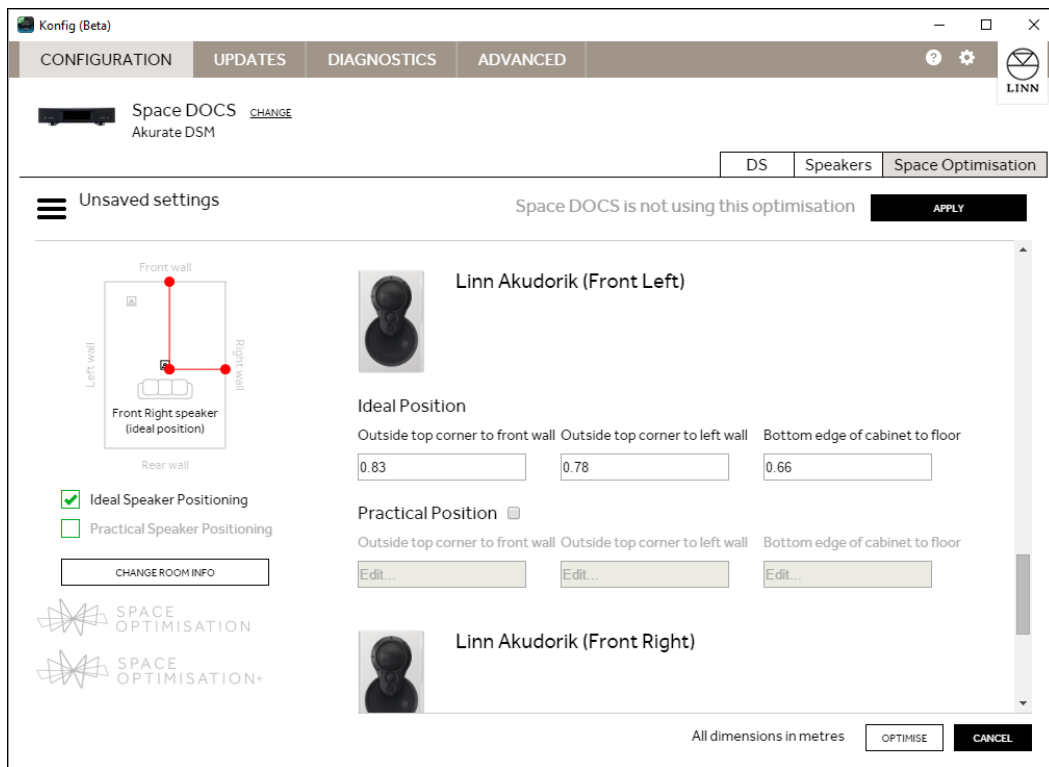 Konfig (Beta)
CONFIGURATION UPDATES DIAGNOSTICS ADVANCED
LINN
Space DOCS CHANGE
Akurate DSM
DS Speakers Space Optimisation
Unsaved settings
Space DOCS is not using this optimisation
APPLY
Front wall
Left wall
Right wall
Front Right speaker
(ideal position)
Rear wall
Ideal Speaker Positioning
Practical Speaker Positioning
CHANGE ROOM INFO
SPACE
OPTIMISATION
SPACE
OPTIMISATION+
Linn Akudorik (Front Left)
Ideal Position
Outside top corner to front wall Outside top corner to left wall Bottom edge of cabinet to floor
0.83 0.78 0.66
Practical Position
Outside top corner to front wall Outside top corner to left wall Bottom edge of cabinet to floor
Edit... Edit... Edit...
Linn Akudorik (Front Right)
All dimensions in metres OPTIMISE CANCEL